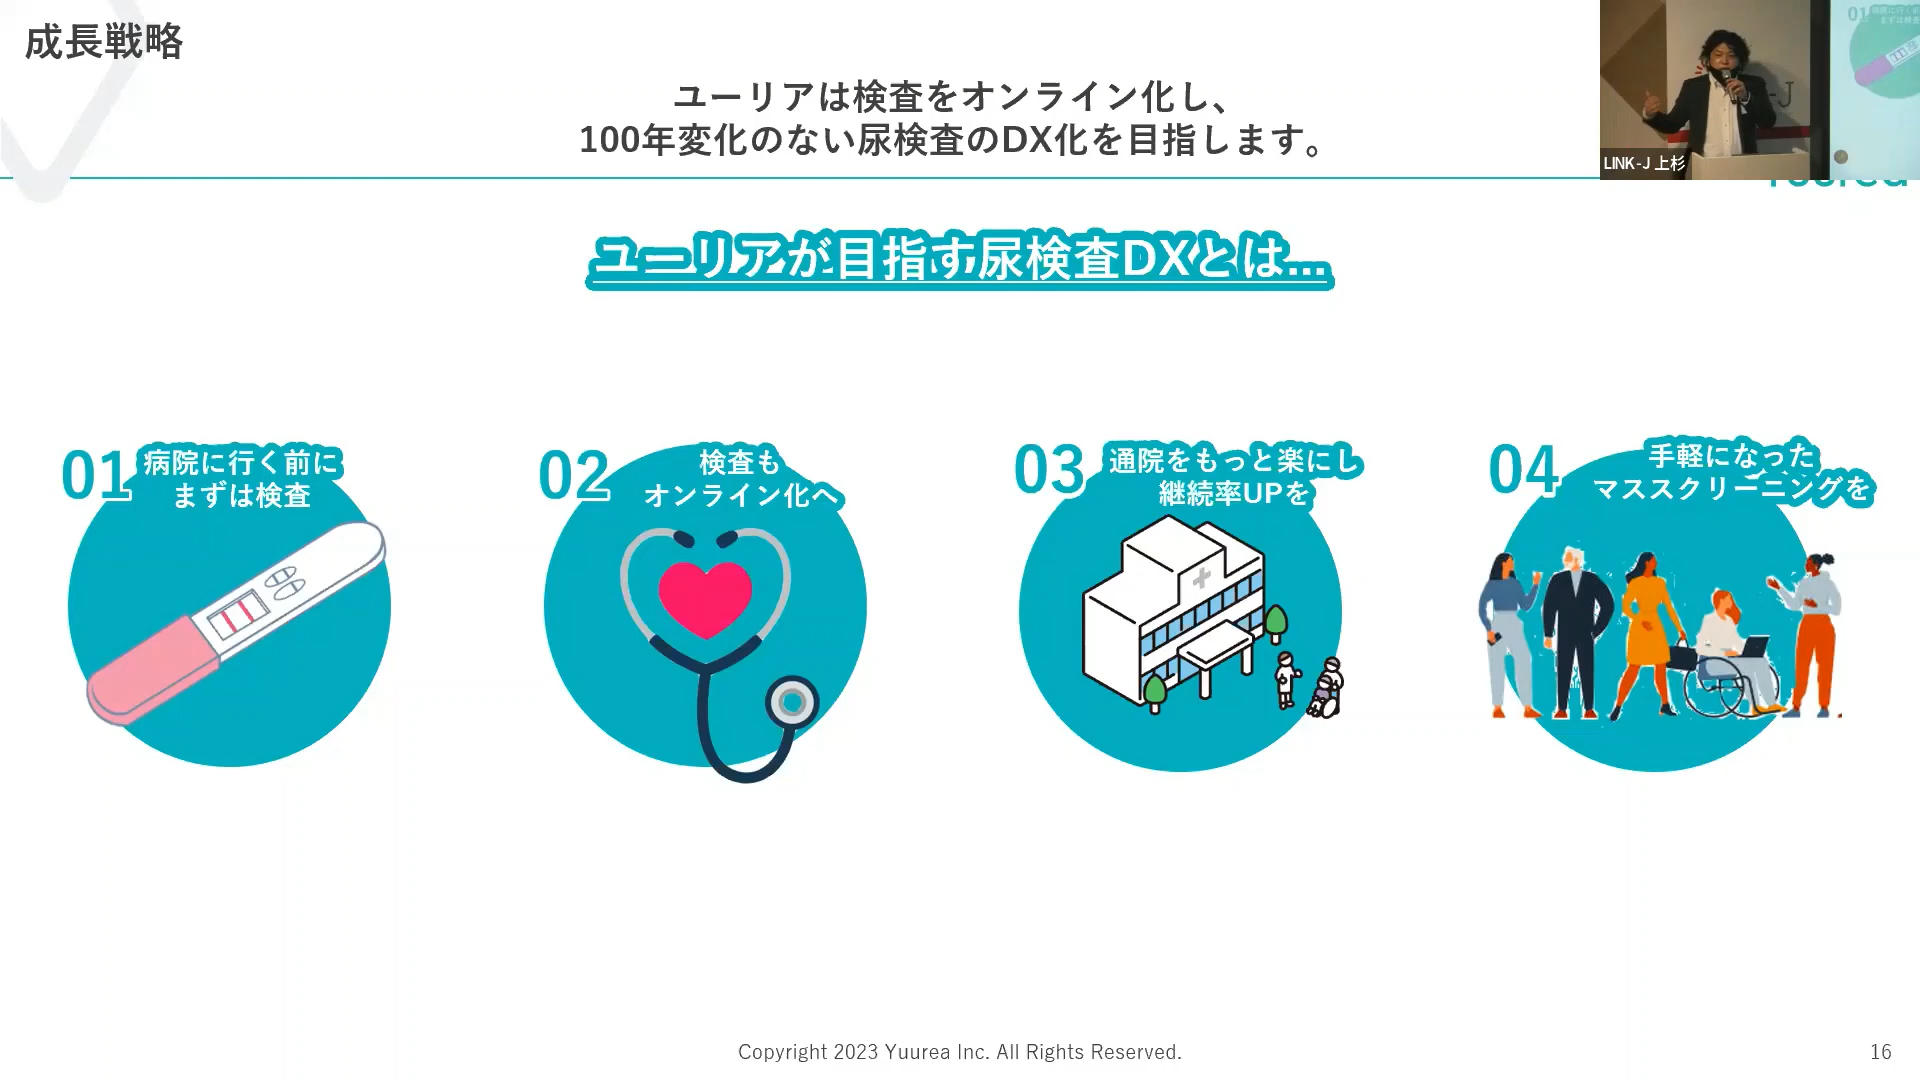 成長戦略
ユーリアは検査をオンライン化し、
100年変化のない尿検査のDX化を目指します。
LINK-J 上杉
ユーリアが目指す尿検査DXとは...
01 病院に行く前に
まずは検査
02 検査も
オンライン化へ
03 通院をもっと楽にし
継続率UPを
04 手軽になった
マススクリーニングを
Copyright 2023 Yuurea Inc. All Rights Reserved.
16